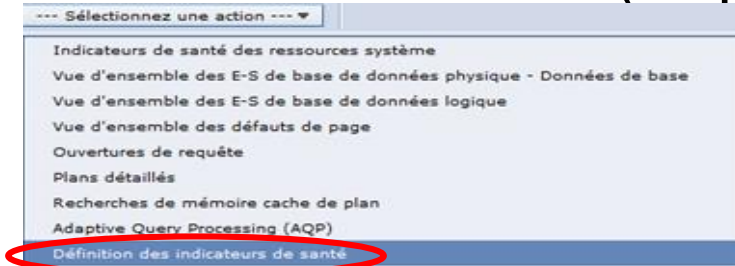 --- Sélectionnez une action ---
Indicateurs de santé des ressources système
Vue d'ensemble des E-S de base de données physique - Données de base
Vue d'ensemble des E-S de base de données logique
Vue d'ensemble des défauts de page
Ouvertures de requête
Plans détaillés
Recherches de mémoire cache de plan
Adaptive Query Processing (AQP)
Définition des indicateurs de santé